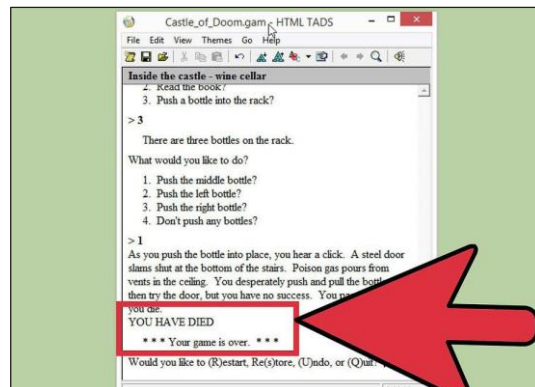 Castle_of_Doom.gam - HTML TADS
File Edit View Themes Go Help
Inside the castle - wine cellar
2. Read the book?
3. Push a bottle into the rack?
> 3
There are three bottles on the rack.
What would you like to do?
1. Push the middle bottle?
2. Push the left bottle?
3. Push the right bottle?
4. Don't push any bottles?
> 1
As you push the bottle into place, you hear a click. A steel door
slams shut at the bottom of the stairs. Poison gas pours from
vents in the ceiling. You desperately push and pull the
then try the door, but you have no success. You
you die.
YOU HAVE DIED
* * * Your game is over. * * *
Would you like to (R)estart, Re(s)tore, (U)ndo, or (Q)uit?